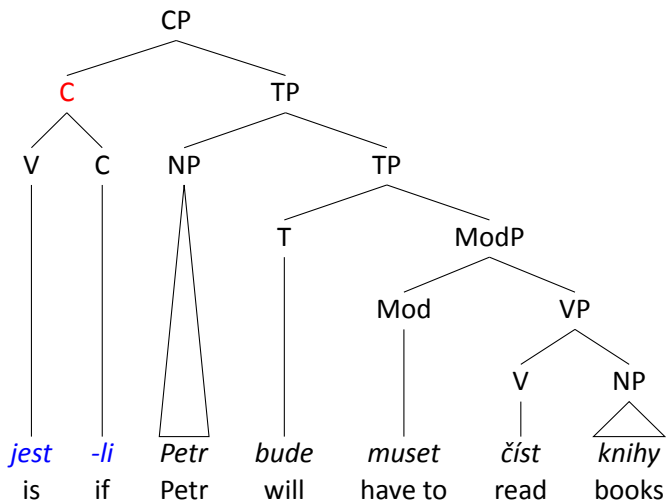 CP
C TP
V C NP TP
T ModP
Mod VP
V NP
jest -li Petr bude muset číst knihy
is if Petr will have to read books